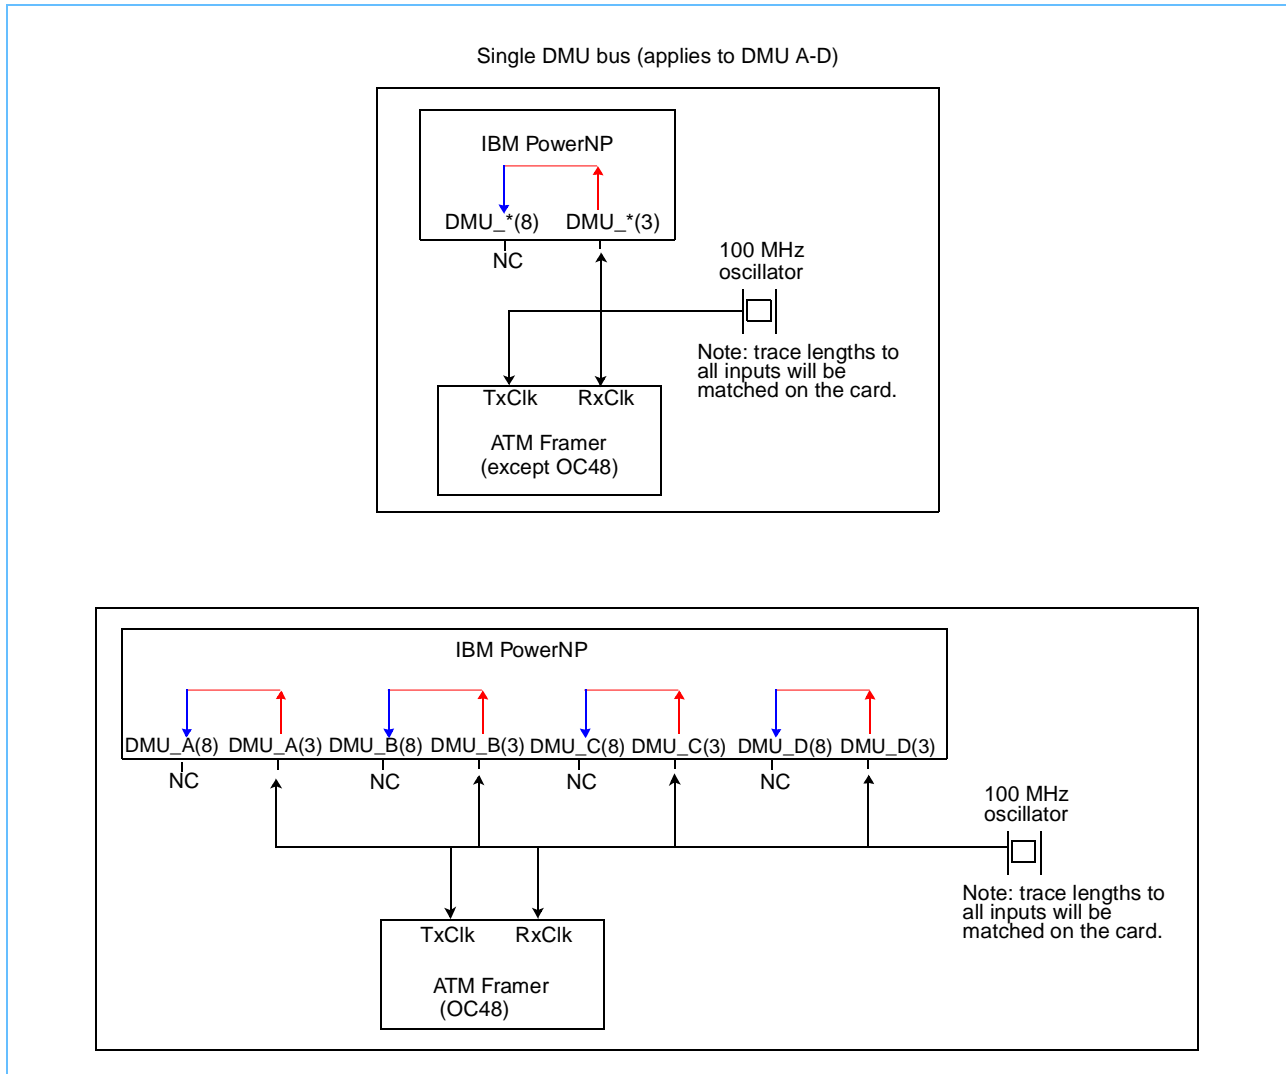 Single DMU bus (applies to DMU A-D)
IBM PowerNP
DMU_*(8) DMU_*(3)
NC
100 MHz
oscillator
Note: trace lengths to
all inputs will be
matched on the card.
TxClk RxClk
ATM Framer
(except OC48)
IBM PowerNP
DMU_A(8) DMU_A(3) DMU_B(8) DMU_B(3) DMU_C(8) DMU_C(3) DMU_D(8) DMU_D(3)
NC NC NC NC
100 MHz
oscillator
Note: trace lengths to
all inputs will be
matched on the card.
TxClk RxClk
ATM Framer
(OC48)